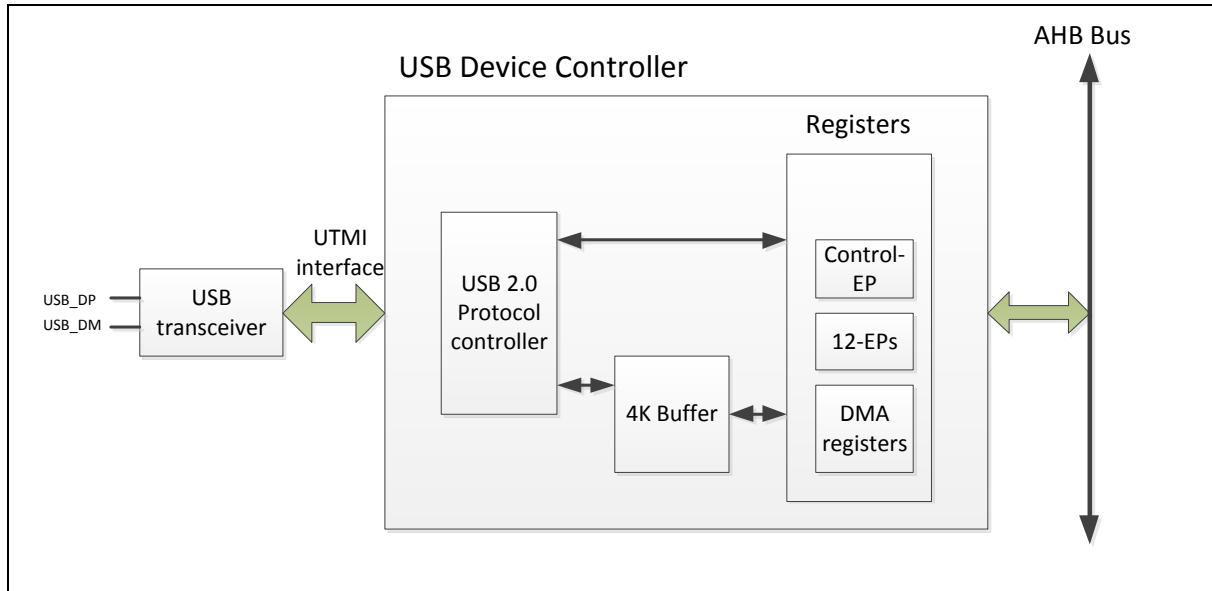 AHB Bus
USB Device Controller
Registers
UTMI
interface
USB_DP
USB_DM
USB
transceiver
USB 2.0
Protocol
controller
4K Buffer
Control-
EP
12-EPs
DMA
registers